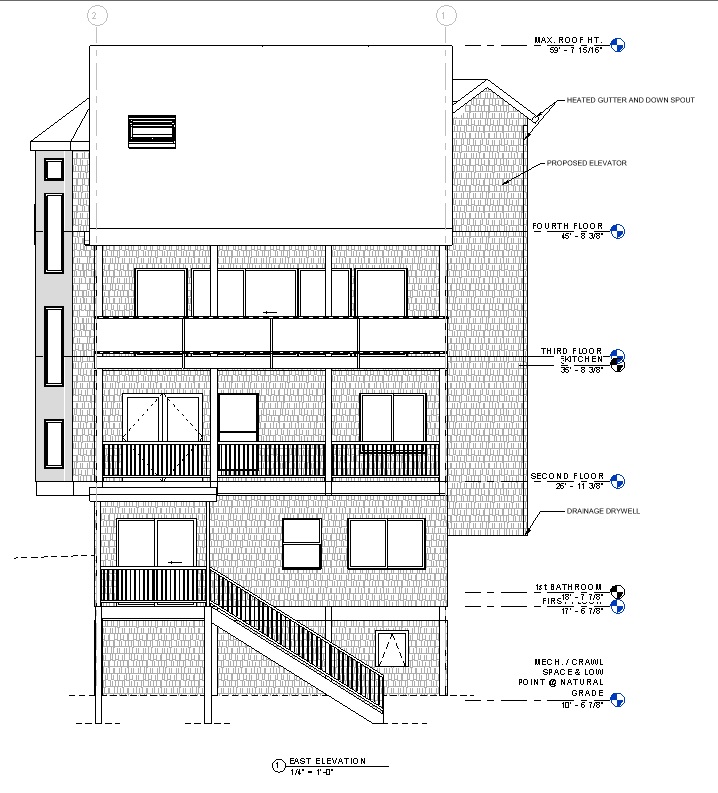 2
1
MAX. ROOF HT.
59' - 7 15/16"
HEATED GUTTER AND DOWN SPOUT
PROPOSED ELEVATOR
FOURTH FLOOR
45' - 8 3/8"
THIRD FLOOR
KITCHEN
35' - 8 3/8"
SECOND FLOOR
26' - 11 3/8"
DRAINAGE DRYWELL
1st BATHROOM
18' - 7 7/8"
FIRST FLOOR
17' - 6 7/8"
MECH. / CRAWL
SPACE & LOW
POINT @ NATURAL
GRADE
10' - 6 7/8"
1
EAST ELEVATION
1/4" = 1'-0"